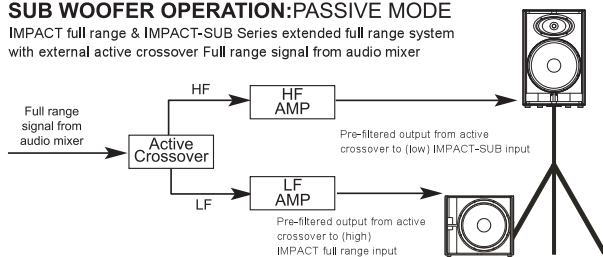 SUB WOOFER OPERATION:PASSIVE MODE
IMPACT full range & IMPACT-SUB Series extended full range system
with external active crossover Full range signal from audio mixer
HF
HF
AMP
Full range
signal from
audio mixer
Active
Crossover
Pre-filtered output from active
crossover to (low) IMPACT-SUB input
LF
LF
AMP
Pre-filtered output from active
crossover to (high)
IMPACT full range input